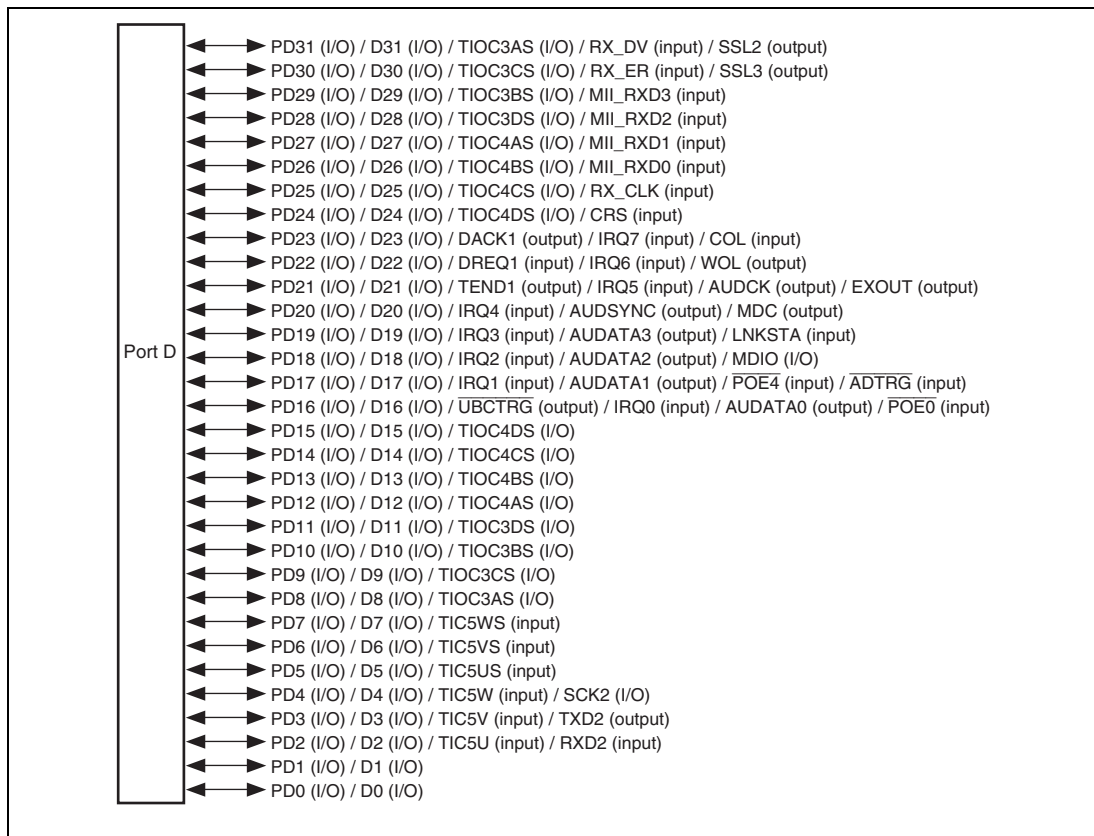 PD31 (I/O) / D31 (I/O) / TIOC3AS (I/O) / RX_DV (input) / SSL2 (output)
PD30 (I/O) / D30 (I/O) / TIOC3CS (I/O) / RX_ER (input) / SSL3 (output)
PD29 (I/O) / D29 (I/O) / TIOC3BS (I/O) / MII_RXD3 (input)
PD28 (I/O) / D28 (I/O) / TIOC3DS (I/O) / MII_RXD2 (input)
PD27 (I/O) / D27 (I/O) / TIOC4AS (I/O) / MII_RXD1 (input)
PD26 (I/O) / D26 (I/O) / TIOC4BS (I/O) / MII_RXD0 (input)
PD25 (I/O) / D25 (I/O) / TIOC4CS (I/O) / RX_CLK (input)
PD24 (I/O) / D24 (I/O) / TIOC4DS (I/O) / CRS (input)
PD23 (I/O) / D23 (I/O) / DACK1 (output) / IRQ7 (input) / COL (input)
PD22 (I/O) / D22 (I/O) / DREQ1 (input) / IRQ6 (input) / WOL (output)
PD21 (I/O) / D21 (I/O) / TEND1 (output) / IRQ5 (input) / AUDCK (output) / EXOUT (output)
PD20 (I/O) / D20 (I/O) / IRQ4 (input) / AUDSYNC (output) / MDC (output)
PD19 (I/O) / D19 (I/O) / IRQ3 (input) / AUDATA3 (output) / LNKSTA (input)
Port D
PD18 (I/O) / D18 (I/O) / IRQ2 (input) / AUDATA2 (output) / MDIO (I/O)
PD17 (I/O) / D17 (I/O) / IRQ1 (input) / AUDATA1 (output) / POE4 (input) / ADTRG (input)
PD16 (I/O) / D16 (I/O) / UBCTRG (output) / IRQ0 (input) / AUDATA0 (output) / POE0 (input)
PD15 (I/O) / D15 (I/O) / TIOC4DS (I/O)
PD14 (I/O) / D14 (I/O) / TIOC4CS (I/O)
PD13 (I/O) / D13 (I/O) / TIOC4BS (I/O)
PD12 (I/O) / D12 (I/O) / TIOC4AS (I/O)
PD11 (I/O) / D11 (I/O) / TIOC3DS (I/O)
PD10 (I/O) / D10 (I/O) / TIOC3BS (I/O)
PD9 (I/O) / D9 (I/O) / TIOC3CS (I/O)
PD8 (I/O) / D8 (I/O) / TIOC3AS (I/O)
PD7 (I/O) / D7 (I/O) / TIC5WS (input)
PD6 (I/O) / D6 (I/O) / TIC5VS (input)
PD5 (I/O) / D5 (I/O) / TIC5US (input)
PD4 (I/O) / D4 (I/O) / TIC5W (input) / SCK2 (I/O)
PD3 (I/O) / D3 (I/O) / TIC5V (input) / TXD2 (output)
PD2 (I/O) / D2 (I/O) / TIC5U (input) / RXD2 (input)
PD1 (I/O) / D1 (I/O)
PD0 (I/O) / D0 (I/O)